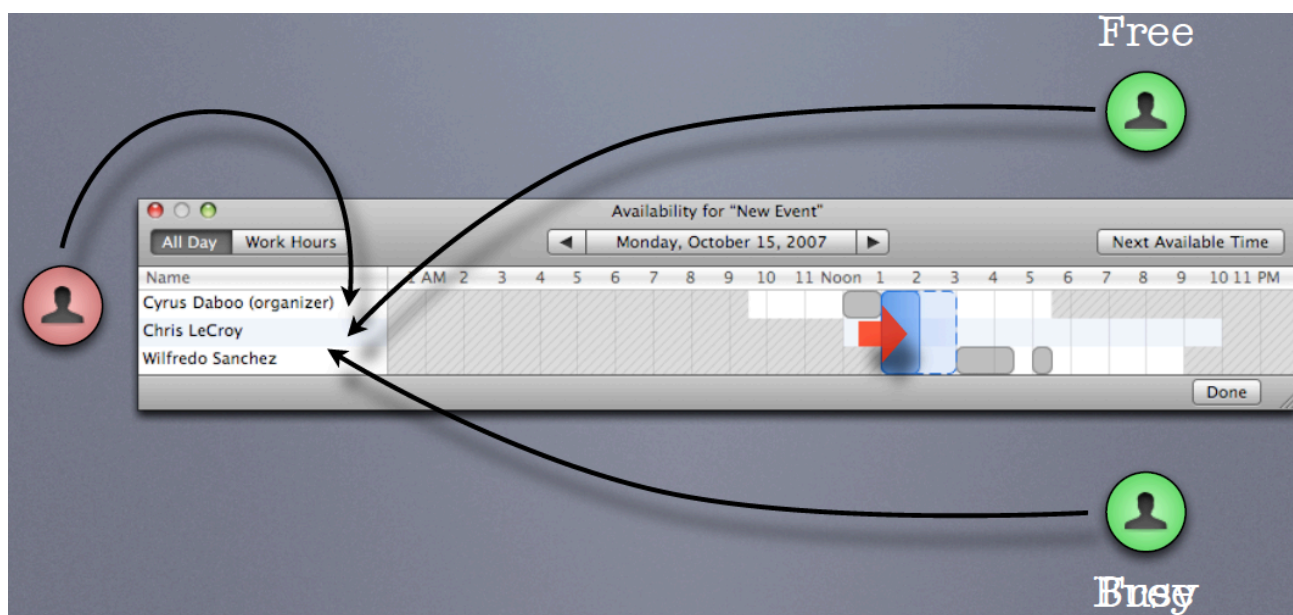 Free
Availability for "New Event"
All Day Work Hours Monday, October 15, 2007 Next Available Time
Name 1 AM 2 3 4 5 6 7 8 9 10 11 Noon 1 2 3 4 5 6 7 8 9 10 11 PM
Cyrus Daboo (organizer)
Chris LeCroy
Wilfredo Sanchez
Done